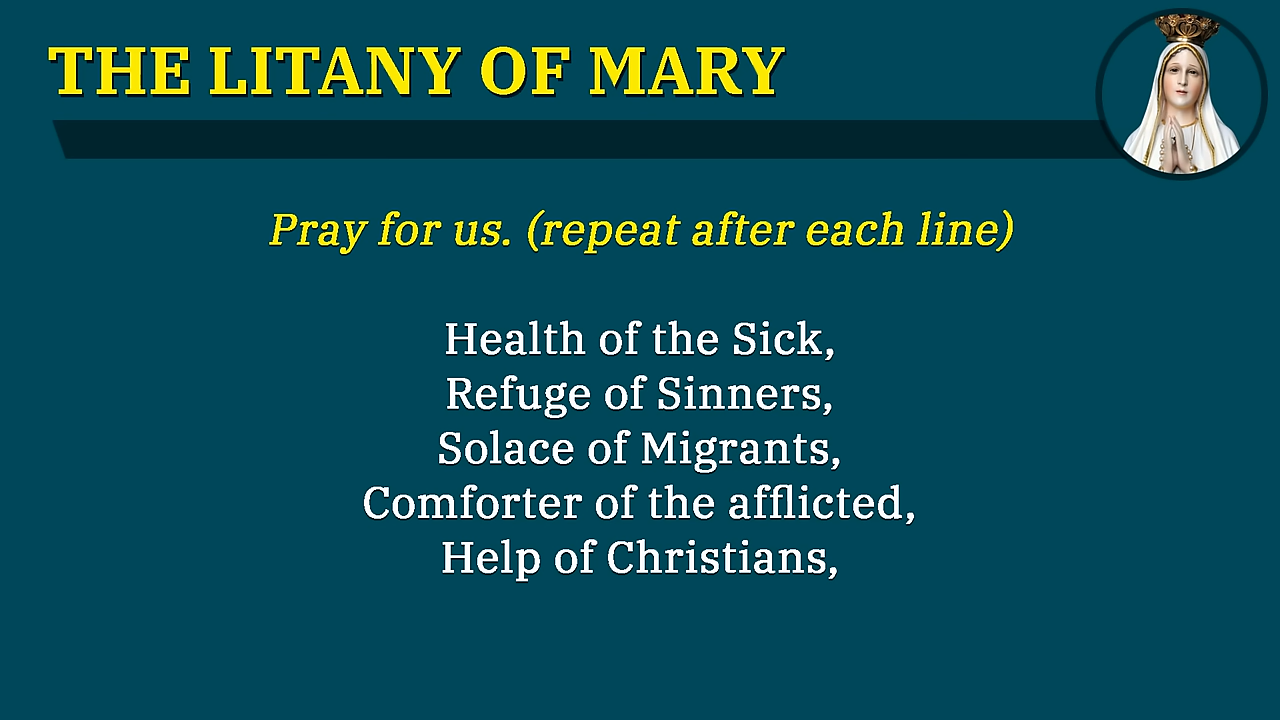 THE LITANY OF MARY
Pray for us. (repeat after each line)
Health of the Sick,
Refuge of Sinners,
Solace of Migrants,
Comforter of the afflicted,
Help of Christians,